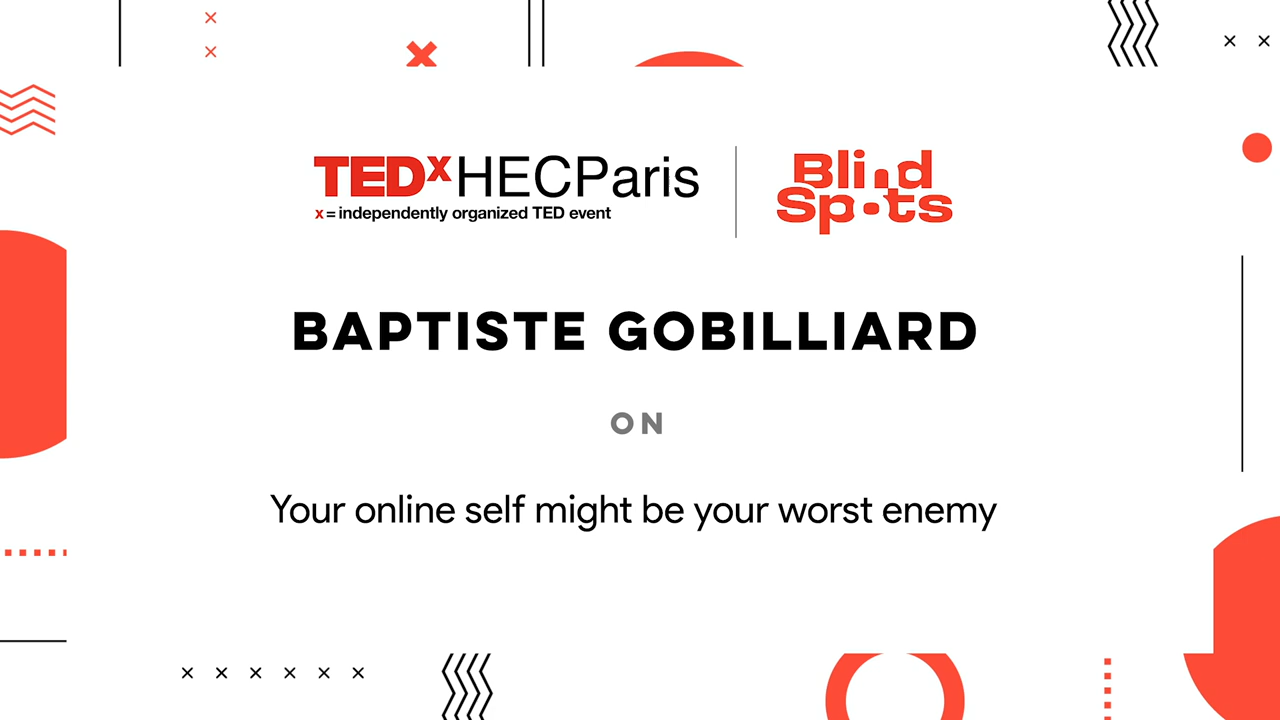 TEDxHECParis
x = independently organized TED event
Blind
Spots
BAPTISTE GOBILLIARD
ON
Your online self might be your worst enemy